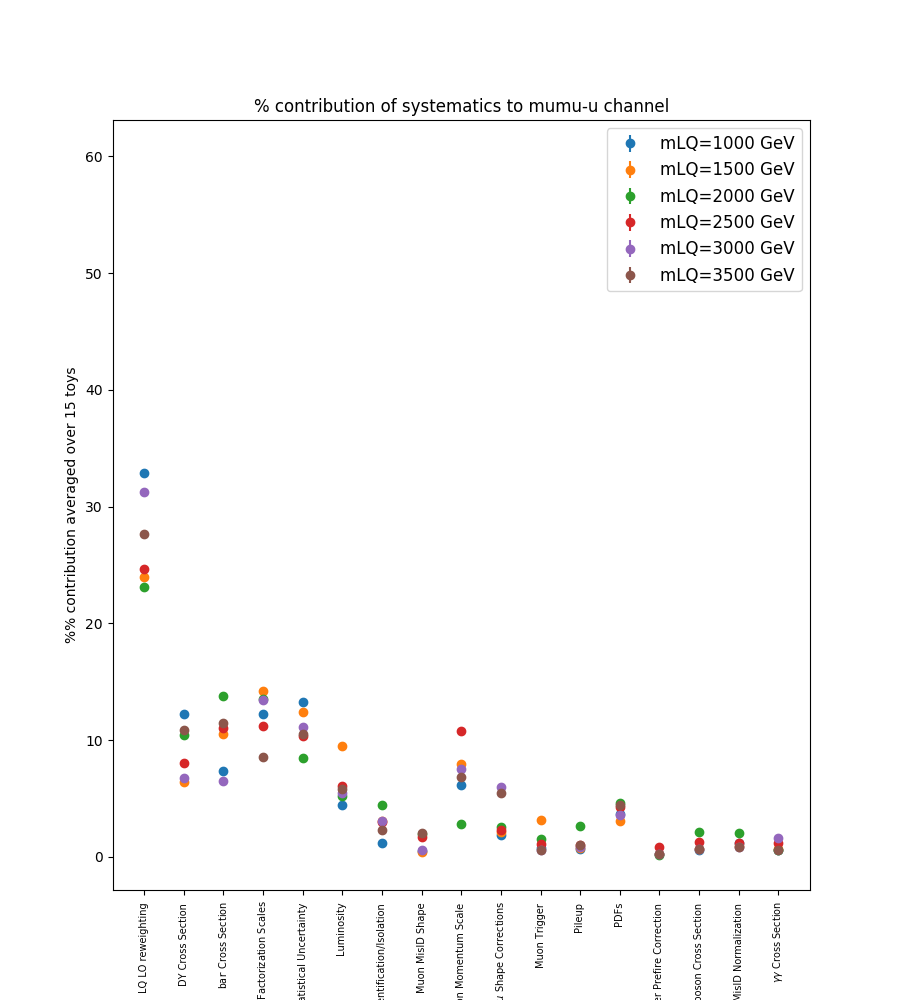 % contribution of systematics to mumu-u channel
mLQ=1000 GeV
mLQ=1500 GeV
mLQ=2000 GeV
mLQ=2500 GeV
mLQ=3000 GeV
mLQ=3500 GeV
%% contribution averaged over 15 toys
60
50
40
30
20
10
0
LQ LO reweighting
DY Cross Section
bar Cross Section
Factorization Scales
atistical Uncertainty
Luminosity
entification/Isolation
Muon MisID Shape
n Momentum Scale
u Shape Corrections
Muon Trigger
Pileup
PDFs
er Prefire Correction
oson Cross Section
MisID Normalization
γγ Cross Section